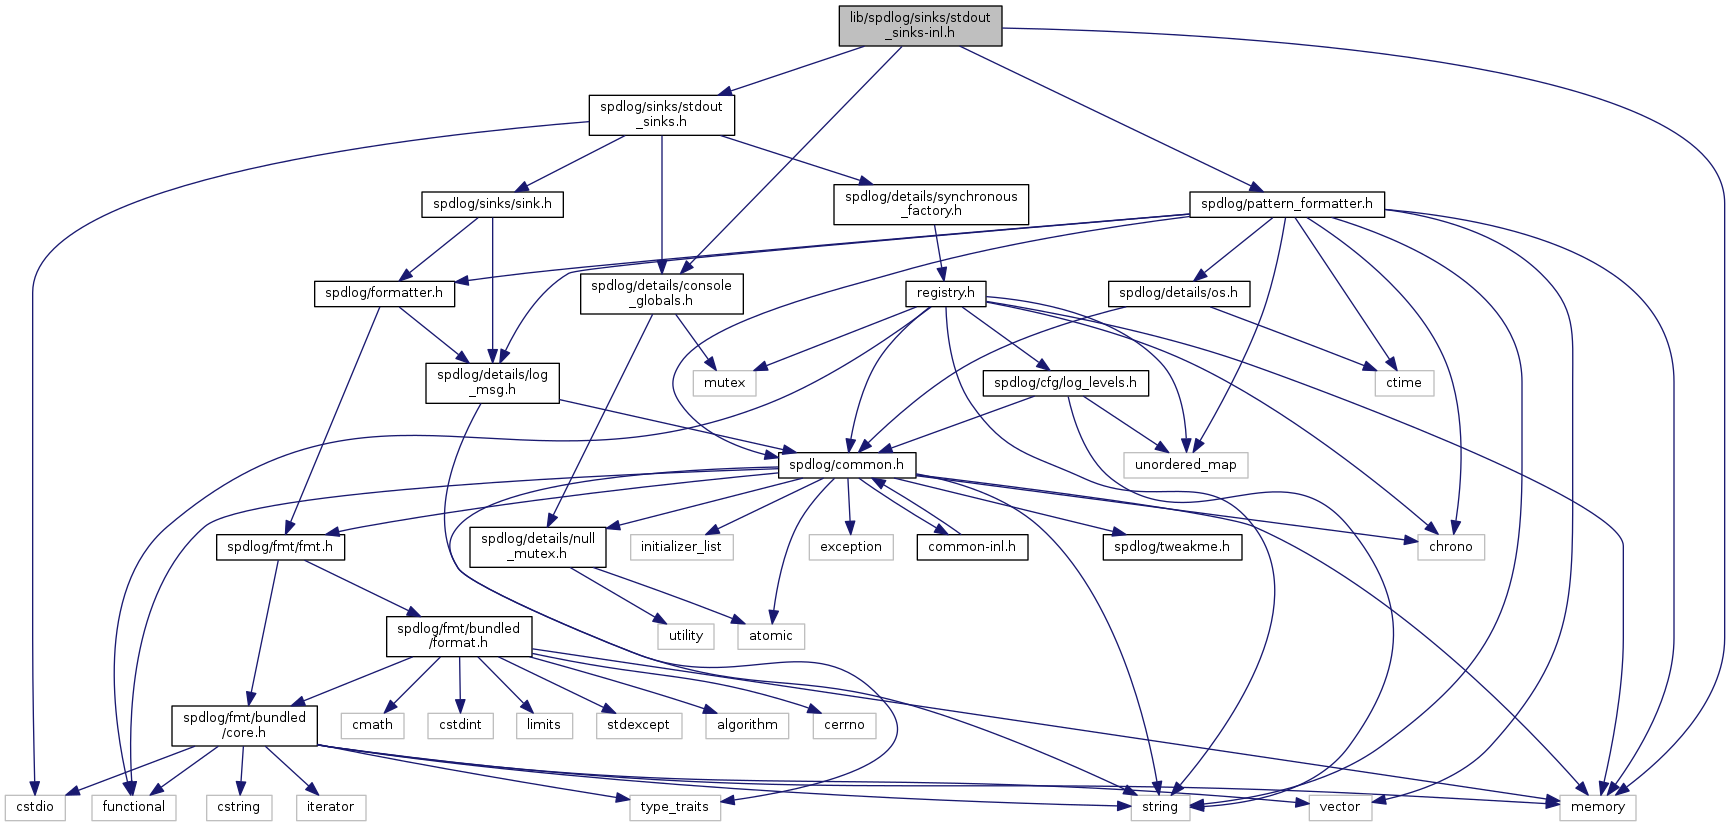 lib/spdlog/sinks/stdout
_sinks-inl.h
spdlog/sinks/stdout
_sinks.h
spdlog/sinks/sink.h
spdlog/details/synchronous
_factory.h
spdlog/pattern_formatter.h
spdlog/formatter.h
spdlog/details/console
_globals.h
registry.h
spdlog/details/os.h
spdlog/details/log
_msg.h
mutex
spdlog/cfg/log_levels.h
ctime
spdlog/common.h
unordered_map
spdlog/fmt/fmt.h
spdlog/details/null
_mutex.h
initializer_list
exception
common-inl.h
spdlog/tweakme.h
chrono
spdlog/fmt/bundled
/format.h
utility
atomic
spdlog/fmt/bundled
/core.h
cmath
cstdint
limits
stdexcept
algorithm
cerrno
cstdio
functional
cstring
iterator
type_traits
string
vector
memory